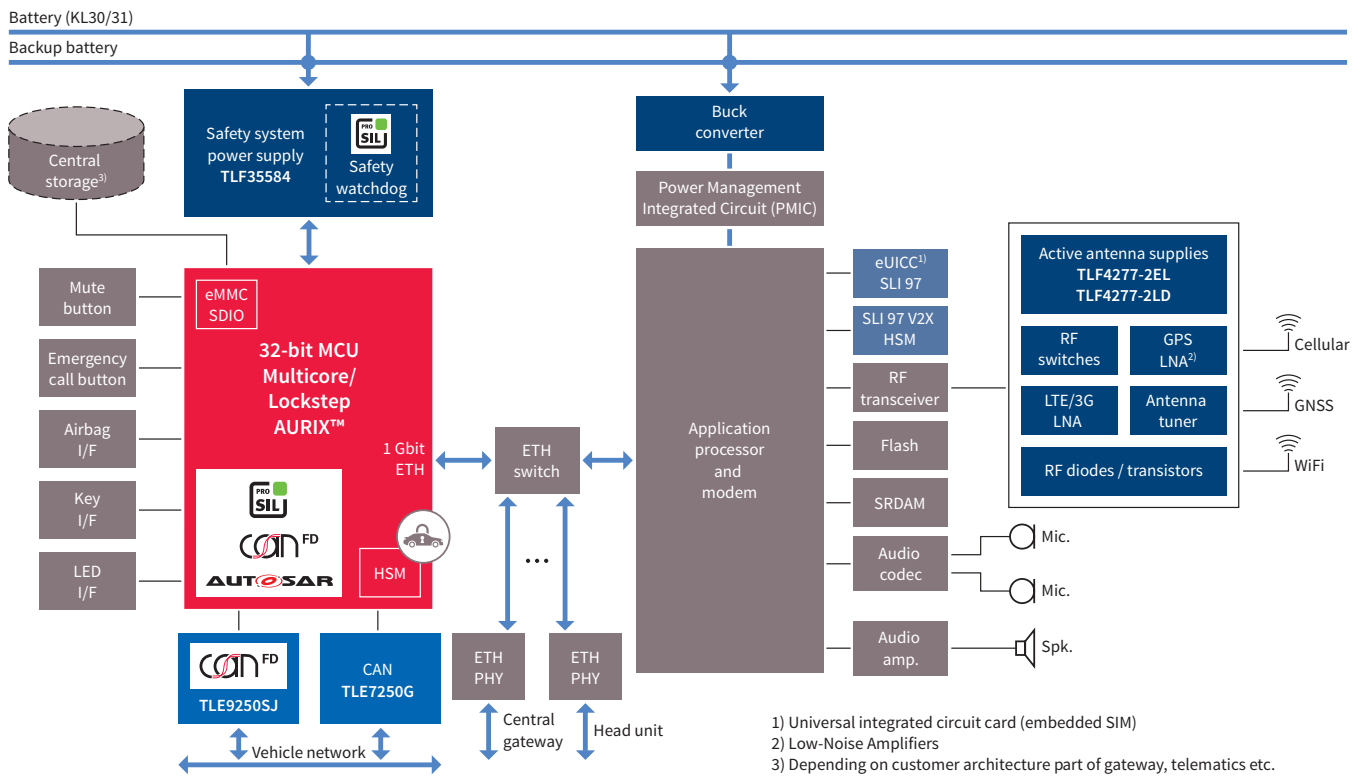 Battery (KL30/31)
Backup battery
Central
storage3)
Safety system
power supply
TLF35584
PRO
SIL
Safety
watchdog
Buck
converter
Power Management
Integrated Circuit (PMIC)
Mute
button
Emergency
call button
Airbag
I/F
Key
I/F
LED
I/F
eMMC
SDIO
32-bit MCU
Multicore/
Lockstep
AURIX™
1 Gbit
ETH
PRO
SIL
CAN FD
AUTOSAR
HSM
ETH
switch
...
Application
processor
and
modem
eUICC1)
SLI 97
SLI 97 V2X
HSM
RF
transceiver
Flash
SRDAM
Audio
codec
Audio
amp.
Active antenna supplies
TLF4277-2EL
TLF4277-2LD
RF
switches
GPS
LNA2)
LTE/3G
LNA
Antenna
tuner
RF diodes / transistors
Cellular
GNSS
WiFi
Mic.
Mic.
Spk.
CAN FD
TLE9250SJ
CAN
TLE7250G
ETH
PHY
ETH
PHY
Vehicle network
Central
gateway
Head unit
1) Universal integrated circuit card (embedded SIM)
2) Low-Noise Amplifiers
3) Depending on customer architecture part of gateway, telematics etc.